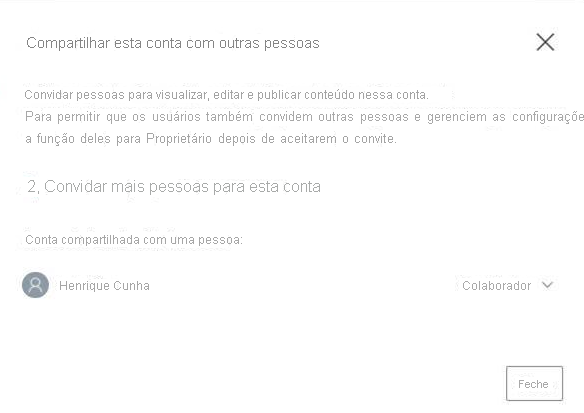 Compartilhar esta conta com outras pessoas
Convidar pessoas para visualizar, editar e publicar conteúdo nessa conta.
Para permitir que os usuários também convidem outras pessoas e gerenciem as configuraçõe
a função deles para Proprietário depois de aceitarem o convite.
2, Convidar mais pessoas para esta conta
Conta compartilhada com uma pessoa:
Henrique Cunha
Colaborador
Feche